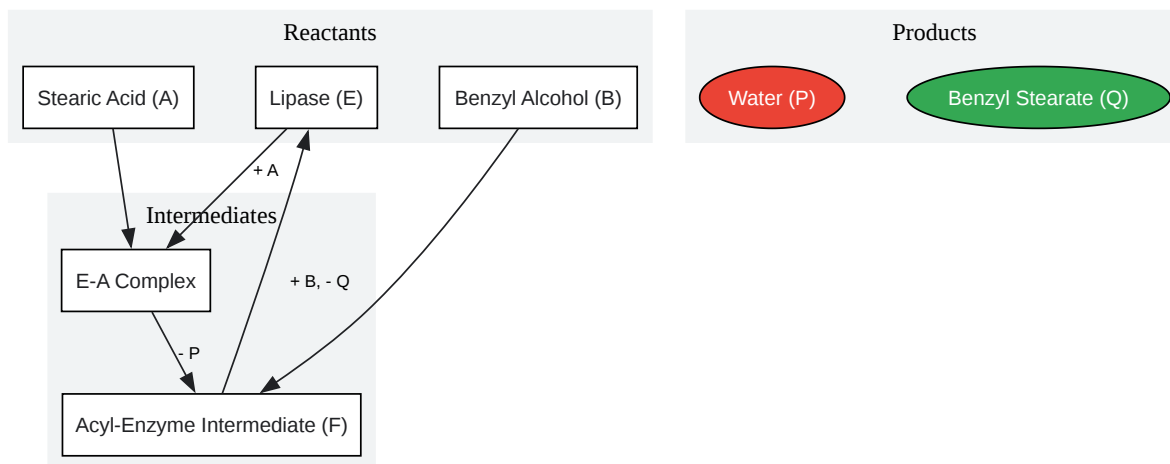 Reactants
Products
Stearic Acid (A)
Lipase (E)
Benzyl Alcohol (B)
Water (P)
Benzyl Stearate (Q)
+ A
Intermediates
E-A Complex
+ B, - Q
- P
Acyl-Enzyme Intermediate (F)